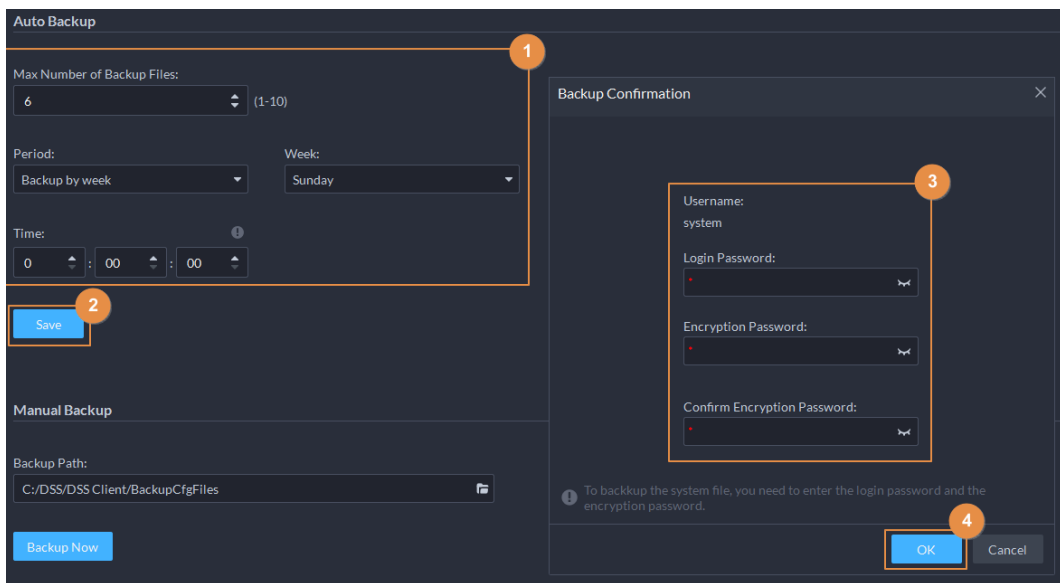 Auto Backup
1
Max Number of Backup Files:
6 (1-10)
Period: Week:
Backup by week Sunday
Time:
0 : 00 : 00
2
Save
Manual Backup
Backup Path:
C:/DSS/DSS Client/BackupCfgFiles
Backup Now
Backup Confirmation
3
Username:
system
Login Password:
*
Encryption Password:
*
Confirm Encryption Password:
*
To backkup the system file, you need to enter the login password and the
encryption password.
4
OK Cancel